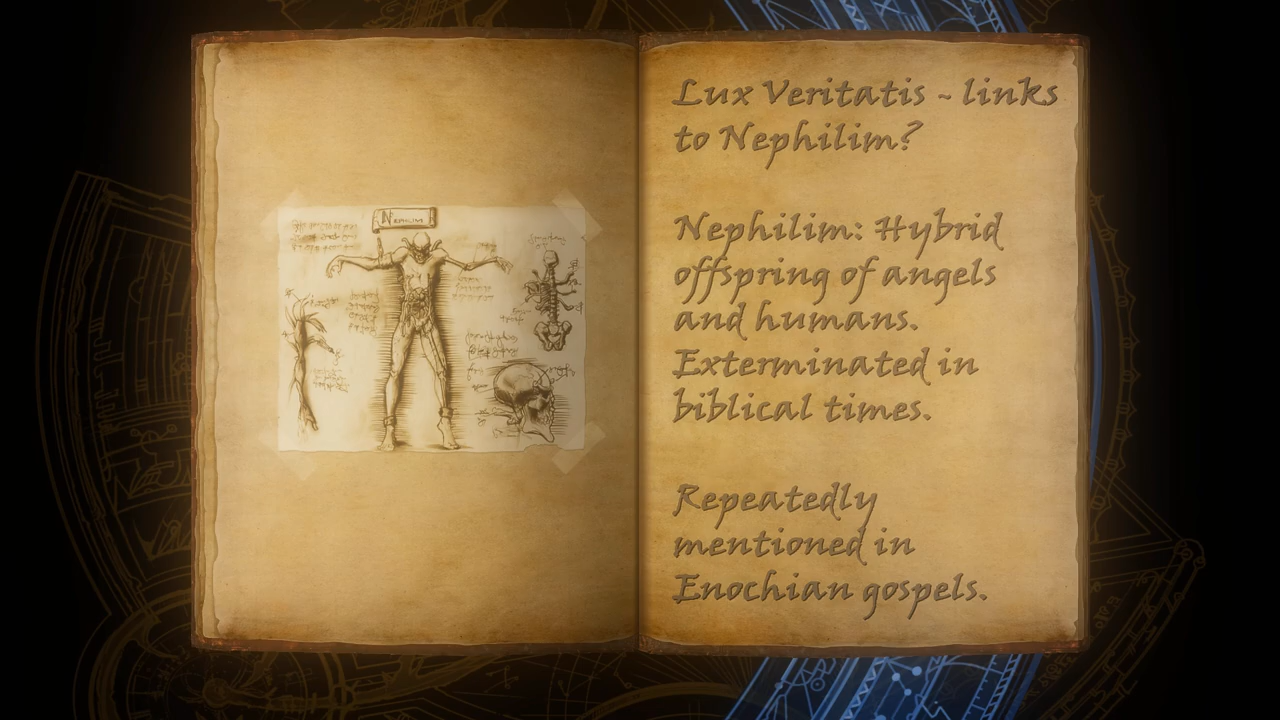 NEPHILIM
Lux Veritatis - links
to Nephilim?
Nephilim: Hybrid
offspring of angels
and humans.
Exterminated in
biblical times.
Repeatedly
mentioned in
Enochian gospels.